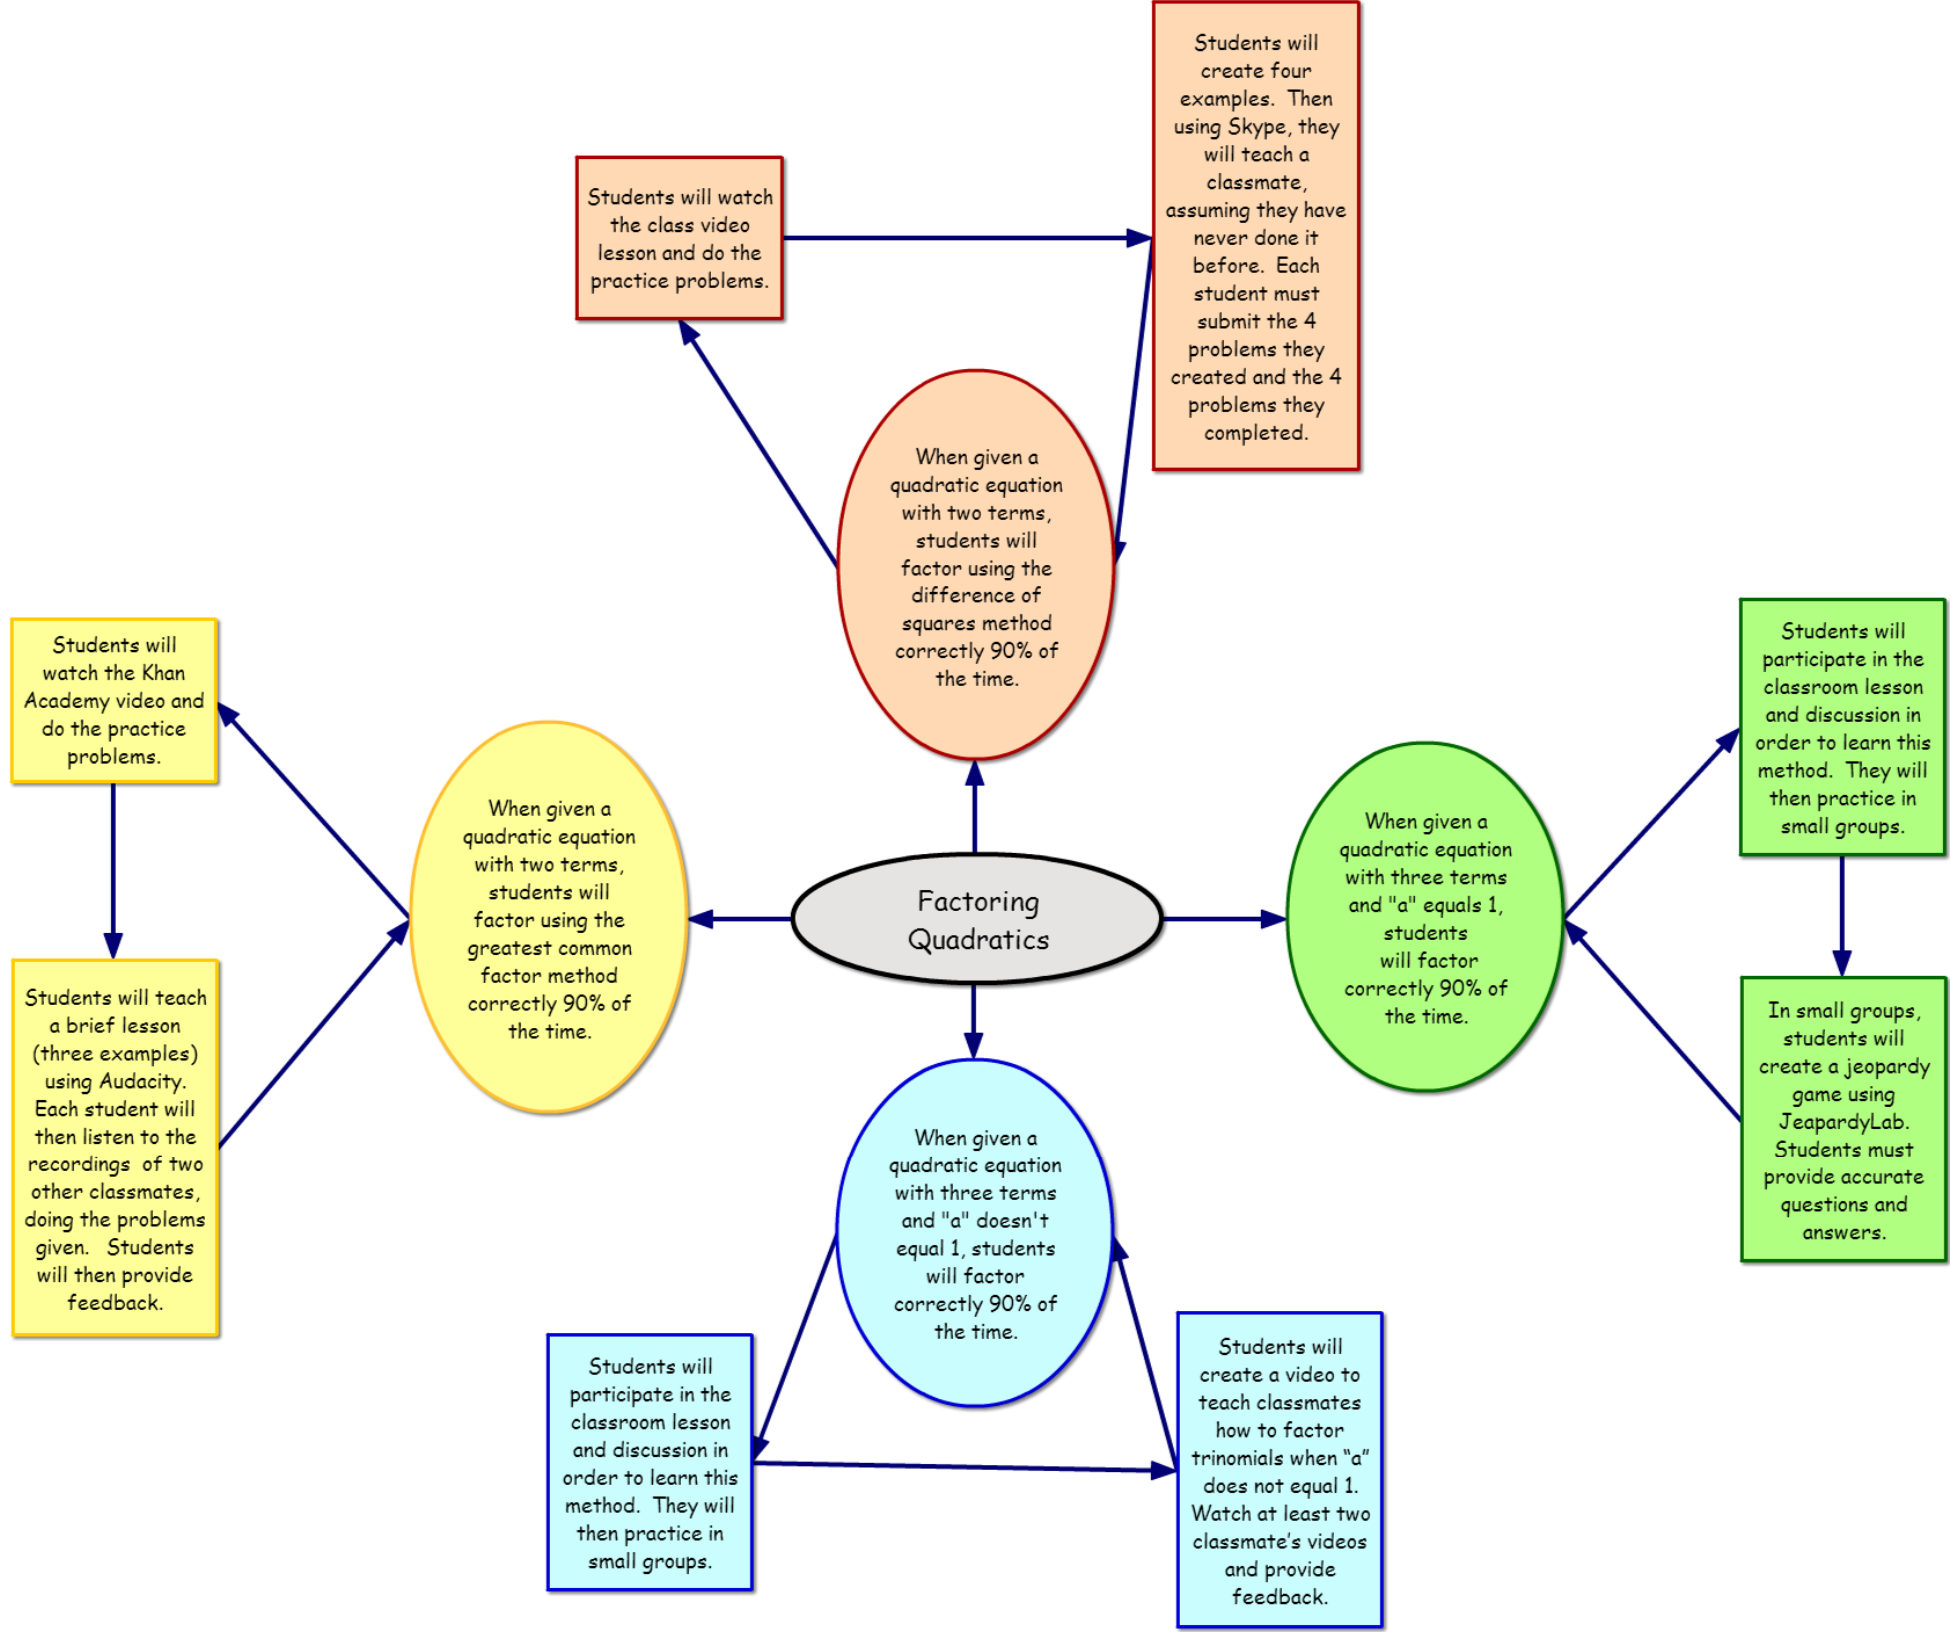 Students will
create four
examples.  Then
using Skype, they
will teach a
classmate,
assuming they have
never done it
before.  Each
student must
submit the 4
problems they
created and the 4
problems they
completed.
Students will watch
the class video
lesson and do the
practice problems.
When given a
quadratic equation
with two terms,
students will
factor using the
difference of
squares method
correctly 90% of
the time.
Students will
watch the Khan
Academy video and
do the practice
problems.
Students will teach
a brief lesson
(three examples)
using Audacity.
Each student will
then listen to the
recordings  of two
other classmates,
doing the problems
given.   Students
will then provide
feedback.
When given a
quadratic equation
with two terms,
students will
factor using the
greatest common
factor method
correctly 90% of
the time.
Factoring
Quadratics
When given a
quadratic equation
with three terms
and "a" equals 1,
students
will factor
correctly 90% of
the time.
Students will
participate in the
classroom lesson
and discussion in
order to learn this
method.  They will
then practice in
small groups.
In small groups,
students will
create a jeopardy
game using
JeapardyLab.
Students must
provide accurate
questions and
answers.
When given a
quadratic equation
with three terms
and "a" doesn't
equal 1, students
will factor
correctly 90% of
the time.
Students will
participate in the
classroom lesson
and discussion in
order to learn this
method.  They will
then practice in
small groups.
Students will
create a video to
teach classmates
how to factor
trinomials when “a”
does not equal 1.
Watch at least two
classmate’s videos
and provide
feedback.